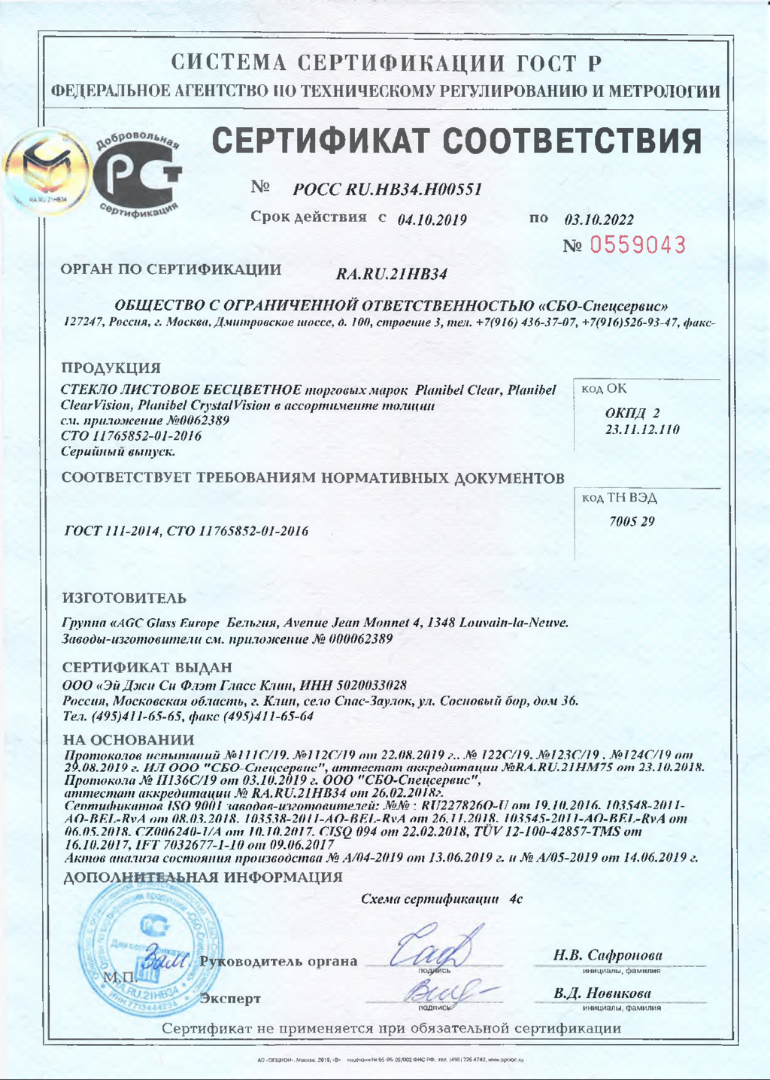 СИСТЕМА СЕРТИФИКАЦИИ ГОСТ Р
ФЕДЕРАЛЬНОЕ АГЕНТСТВО ПО ТЕХНИЧЕСКОМУ РЕГУЛИРОВАНИЮ И МЕТРОЛОГИИ
Добровольная
сертификация
RA.RU.21НВ34
СЕРТИФИКАТ СООТВЕТСТВИЯ
№ РОСС RU.НВ34.Н00551
Срок действия с 04.10.2019 по 03.10.2022
№ 0559043
ОРГАН ПО СЕРТИФИКАЦИИ RA.RU.21НВ34
ОБЩЕСТВО С ОГРАНИЧЕННОЙ ОТВЕТСТВЕННОСТЬЮ «СБО-Спецсервис»
127247, Россия, г. Москва, Дмитровское шоссе, д. 100, строение 3, тел. +7(916) 436-37-07, +7(916)526-93-47, факс-
ПРОДУКЦИЯ
СТЕКЛО ЛИСТОВОЕ БЕСЦВЕТНОЕ торговых марок Planibel Clear, Planibel
ClearVision, Planibel CrystalVision в ассортименте толщин
см. приложение №0062389
СТО 11765852-01-2016
Серийный выпуск.
код ОК
ОКПД 2
23.11.12.110
СООТВЕТСТВУЕТ ТРЕБОВАНИЯМ НОРМАТИВНЫХ ДОКУМЕНТОВ
ГОСТ 111-2014, СТО 11765852-01-2016
код ТН ВЭД
7005 29
ИЗГОТОВИТЕЛЬ
Группа «AGC Glass Europe Бельгия, Avenue Jean Monnet 4, 1348 Louvain-la-Neuve.
Заводы-изготовители см. приложение № 000062389
СЕРТИФИКАТ ВЫДАН
ООО «Эй Джи Си Флэт Гласс Клин, ИНН 5020033028
Россия, Московская область, г. Клин, село Спас-Заулок, ул. Сосновый бор, дом 36.
Тел. (495)411-65-65, факс (495)411-65-64
НА ОСНОВАНИИ
Протоколов испытаний №111С/19. №112С/19 от 22.08.2019 г.. № 122С/19. №123С/19 . №124С/19 от
29.08.2019 г. ИЛ ООО "СБО-Спецсервис", аттестат аккредитации №RA.RU.21НМ75 от 23.10.2018.
Протокола № П136С/19 от 03.10.2019 г. ООО "СБО-Спецсервис",
аттестат аккредитации № RA.RU.21НВ34 от 26.02.2018г.
Сертификатов ISO 9001 заводов-изготовителей: №№ : RU227826Q-U от 19.10.2016. 103548-2011-
AQ-BEL-RvA от 08.03.2018. 103538-2011-AQ-BEL-RvA от 26.11.2018. 103545-2011-AQ-BEL-RvA от
06.05.2018. CZ006240-1/A от 10.10.2017. CISQ 094 от 22.02.2018, TÜV 12-100-42857-TMS от
16.10.2017, IFT 7032677-1-10 от 09.06.2017
Актов анализа состояния производства № А/04-2019 от 13.06.2019 г. и № А/05-2019 от 14.06.2019 г.
ДОПОЛНИТЕЛЬНАЯ ИНФОРМАЦИЯ
Схема сертификации 4с
Зам Руководитель органа
подпись
Н.В. Сафронова
инициалы, фамилия
М.П.
Эксперт
подпись
В.Д. Новикова
инициалы, фамилия
Сертификат не применяется при обязательной сертификации